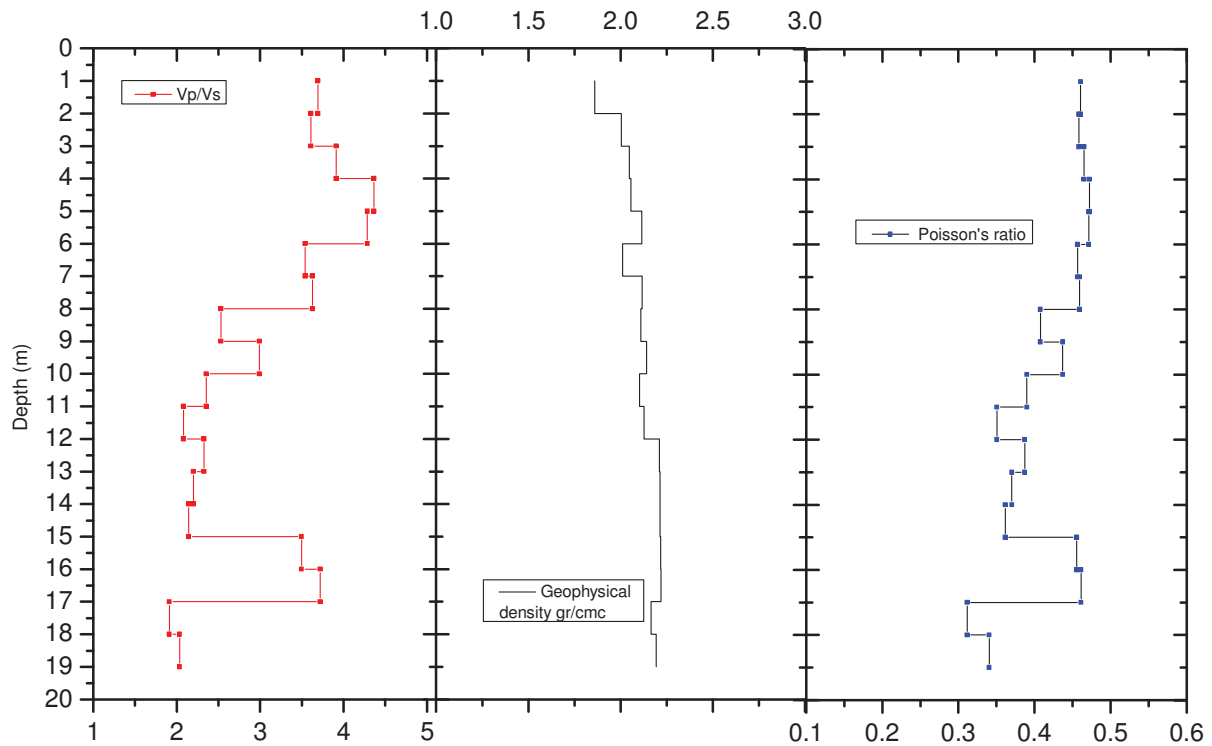 1.0 1.5 2.0 2.5 3.0
0
1
2
3
4
5
6
7
8
9
10
11
12
13
14
15
16
17
18
19
20
Depth (m)
Vp/Vs
Geophysical
density gr/cmc
Poisson's ratio
1 2 3 4 5
0.1 0.2 0.3 0.4 0.5 0.6